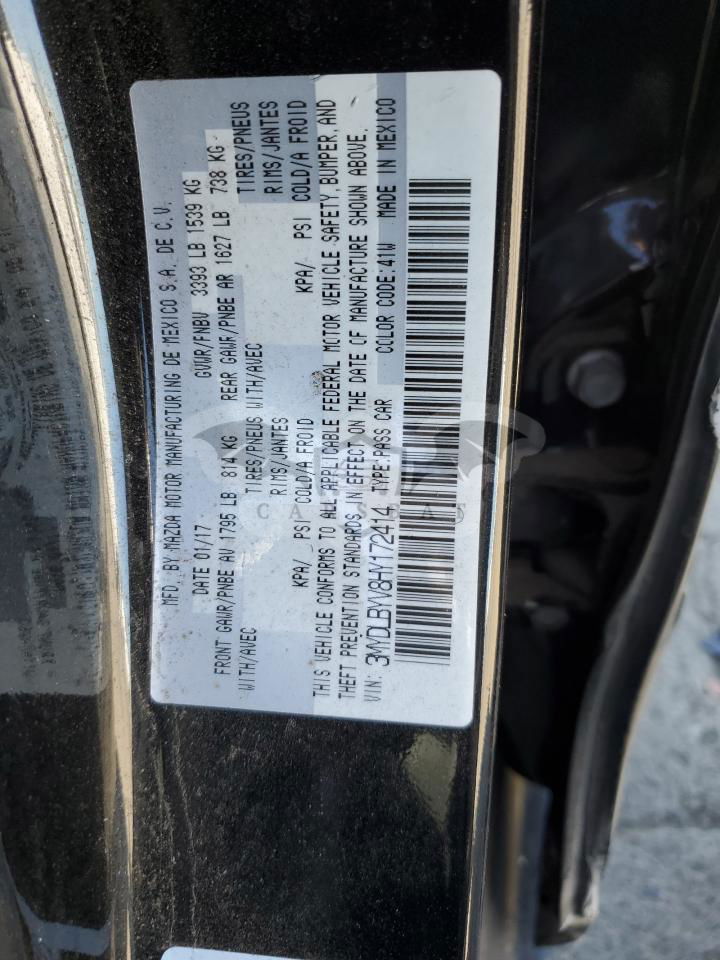 MFD. BY MAZDA MOTOR MANUFACTURING DE MEXICO S.A. DE C.V.
DATE 01/17 GVWR/PNBV 3393 LB 1539 KG
FRONT GAWR/PNBE AV 1795 LB 814 KG REAR GAWR/PNBE AR 1627 LB 738 KG
WITH/AVEC TIRES/PNEUS WITH/AVEC TIRES/PNEUS
RIMS/JANTES RIMS/JANTES
KPA/ PSI COLD/A FROID KPA/ PSI COLD/A FROID
THIS VEHICLE CONFORMS TO ALL APPLICABLE FEDERAL MOTOR VEHICLE SAFETY, BUMPER, AND
THEFT PREVENTION STANDARDS IN EFFECT ON THE DATE OF MANUFACTURE SHOWN ABOVE.
VIN: 3MYDLBYV8HY172414 TYPE:PASS CAR COLOR CODE:41W MADE IN MEXICO